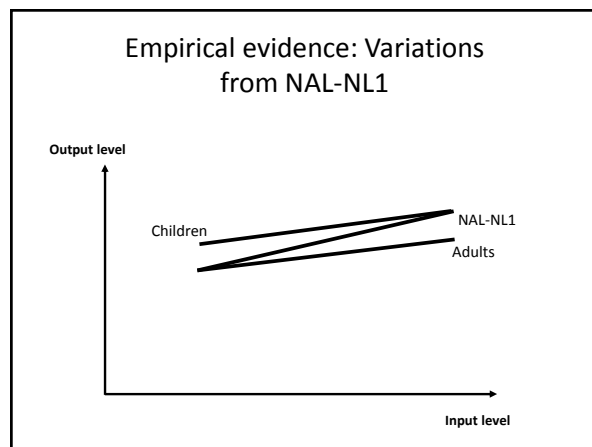 Empirical evidence: Variations
from NAL-NL1
Output level
Children
NAL-NL1
Adults
Input level